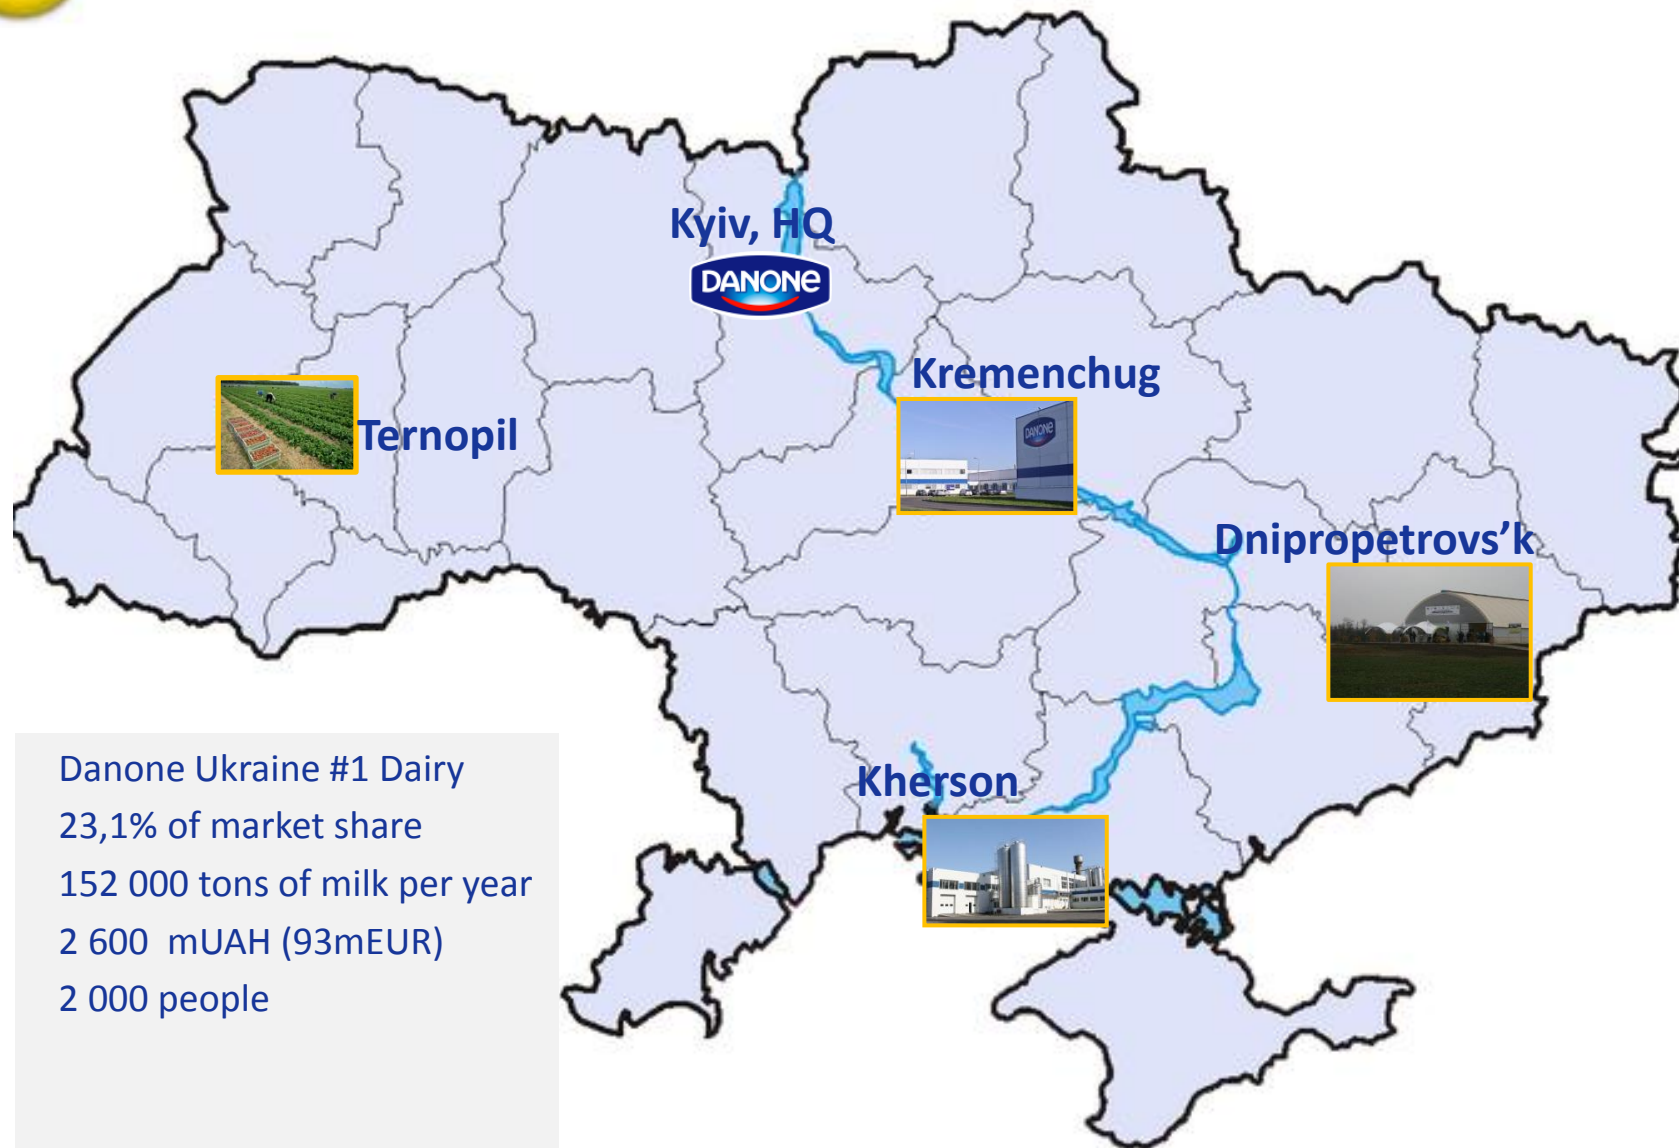 Kyiv, HQ
DANONE
Kremenchug
DANONE
Ternopil
Dnipropetrovs’k
Kherson
Danone Ukraine #1 Dairy
23,1% of market share
152 000 tons of milk per year
2 600  mUAH (93mEUR)
2 000 people